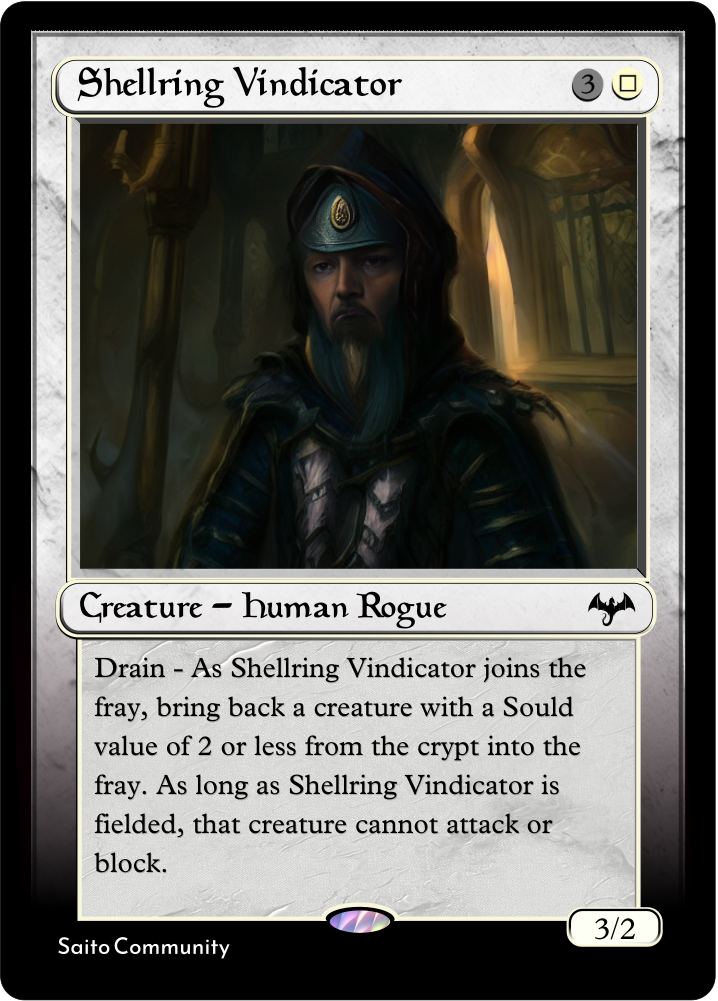 Shellring Vindicator 3
Creature – Human Rogue
Drain - As Shellring Vindicator joins the
fray, bring back a creature with a Sould
value of 2 or less from the crypt into the
fray. As long as Shellring Vindicator is
fielded, that creature cannot attack or
block.
3/2
Saito Community